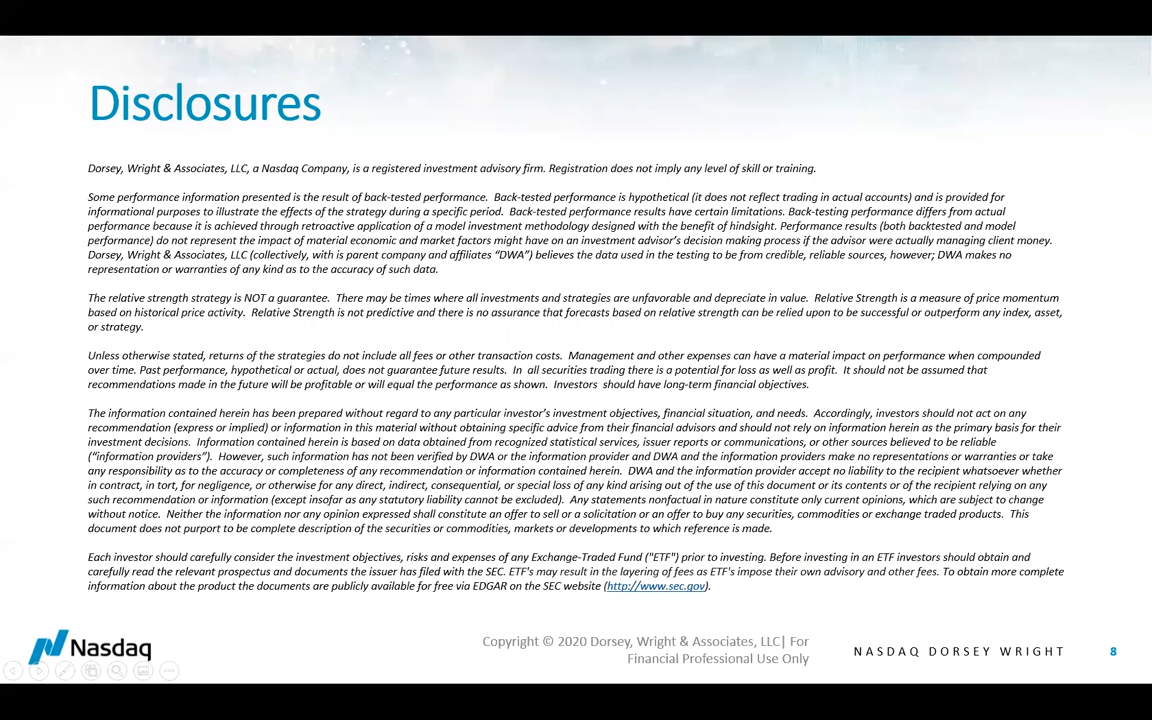 Disclosures
Dorsey, Wright & Associates, LLC, a Nasdaq Company, is a registered investment advisory firm. Registration does not imply any level of skill or training.
Some performance information presented is the result of back-tested performance.  Back-tested performance is hypothetical (it does not reflect trading in actual accounts) and is provided for
informational purposes to illustrate the effects of the strategy during a specific period.  Back-tested performance results have certain limitations. Back-testing performance differs from actual
performance because it is achieved through retroactive application of a model investment methodology designed with the benefit of hindsight. Performance results (both backtested and model
performance) do not represent the impact of material economic and market factors might have on an investment advisor's decision making process if the advisor were actually managing client money.
Dorsey, Wright & Associates, LLC (collectively, with is parent company and affiliates “DWA”) believes the data used in the testing to be from credible, reliable sources, however; DWA makes no
representation or warranties of any kind as to the accuracy of such data.
The relative strength strategy is NOT a guarantee.  There may be times where all investments and strategies are unfavorable and depreciate in value.  Relative Strength is a measure of price momentum
based on historical price activity.  Relative Strength is not predictive and there is no assurance that forecasts based on relative strength can be relied upon to be successful or outperform any index, asset,
or strategy.
Unless otherwise stated, returns of the strategies do not include all fees or other transaction costs.  Management and other expenses can have a material impact on performance when compounded
over time. Past performance, hypothetical or actual, does not guarantee future results.  In  all securities trading there is a potential for loss as well as profit.  It should not be assumed that
recommendations made in the future will be profitable or will equal the performance as shown.  Investors  should have long-term financial objectives.
The information contained herein has been prepared without regard to any particular investor's investment objectives, financial situation, and needs.  Accordingly, investors should not act on any
recommendation (express or implied) or information in this material without obtaining specific advice from their financial advisors and should not rely on information herein as the primary basis for their
investment decisions.  Information contained herein is based on data obtained from recognized statistical services, issuer reports or communications, or other sources believed to be reliable
(“information providers”).  However, such information has not been verified by DWA or the information provider and DWA and the information providers make no representations or warranties or take
any responsibility as to the accuracy or completeness of any recommendation or information contained herein.  DWA and the information provider accept no liability to the recipient whatsoever whether
in contract, in tort, for negligence, or otherwise for any direct, indirect, consequential, or special loss of any kind arising out of the use of this document or its contents or of the recipient relying on any
such recommendation or information (except insofar as any statutory liability cannot be excluded).  Any statements nonfactual in nature constitute only current opinions, which are subject to change
without notice.  Neither the information nor any opinion expressed shall constitute an offer to sell or a solicitation or an offer to buy any securities, commodities or exchange traded products.  This
document does not purport to be complete description of the securities or commodities, markets or developments to which reference is made.
Each investor should carefully consider the investment objectives, risks and expenses of any Exchange-Traded Fund ("ETF") prior to investing. Before investing in an ETF investors should obtain and
carefully read the relevant prospectus and documents the issuer has filed with the SEC. ETF's may result in the layering of fees as ETF's impose their own advisory and other fees. To obtain more complete
information about the product the documents are publicly available for free via EDGAR on the SEC website (http://www.sec.gov).
Nasdaq
Copyright © 2020 Dorsey, Wright & Associates, LLC| For
Financial Professional Use Only
NASDAQ DORSEY WRIGHT
8